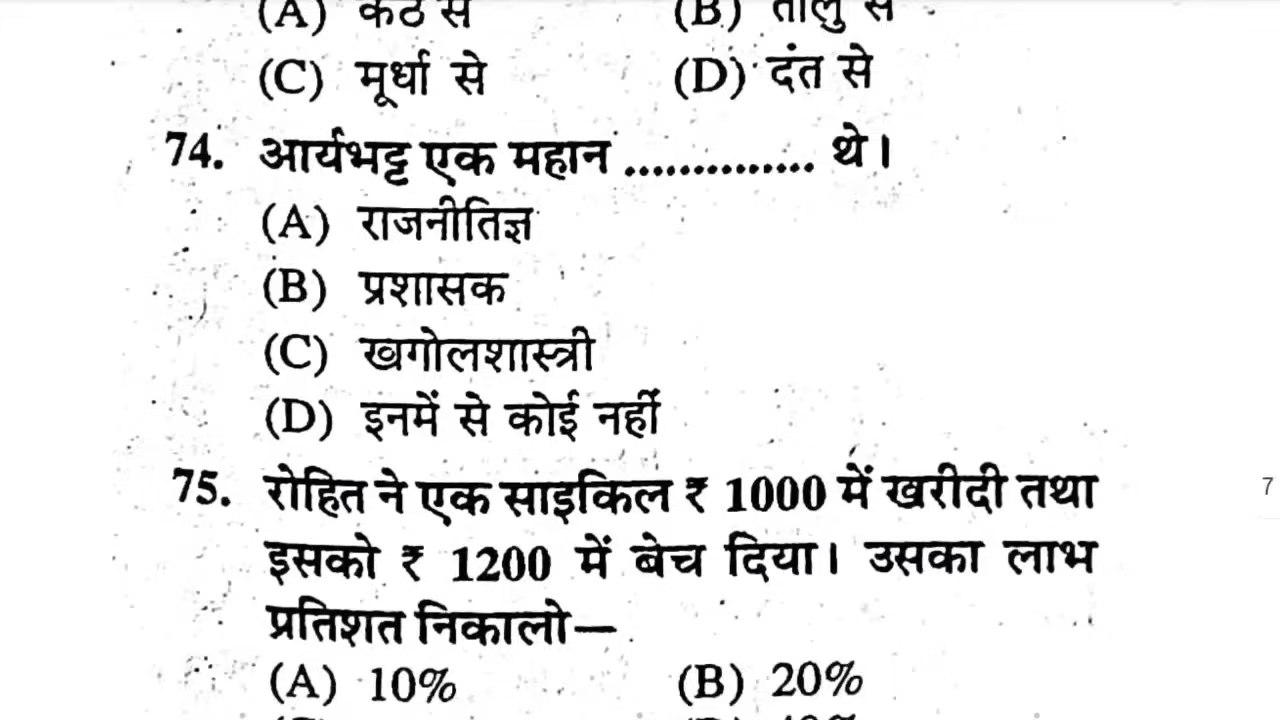 (A) कंठ से (B) तालु से
(C) मूर्धा से (D) दंत से
74. आर्यभट्ट एक महान .............. थे।
(A) राजनीतिज्ञ
(B) प्रशासक
(C) खगोलशास्त्री
(D) इनमें से कोई नहीं
75. रोहित ने एक साइकिल ₹ 1000 में खरीदी तथा
7
इसको ₹ 1200 में बेच दिया। उसका लाभ
प्रतिशत निकालो—
(A) 10% (B) 20%